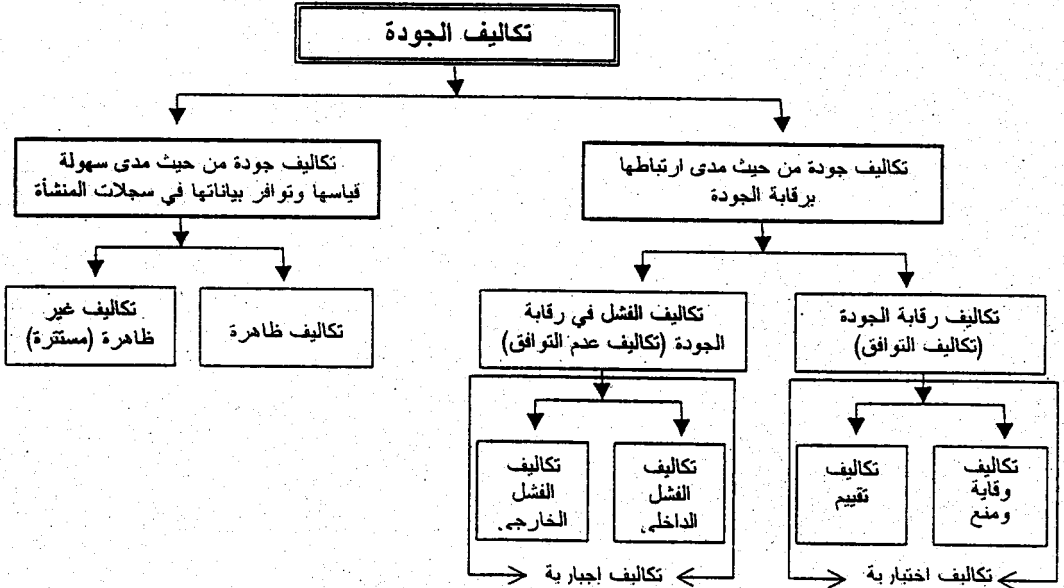 تكاليف الجودة
تكاليف جودة من حيث مدى ارتباطها
برقابة الجودة
تكاليف جودة من حيث مدى سهولة
قياسها وتوافر بياناتها في سجلات المنشأة
تكاليف رقابة الجودة
(تكاليف التوافق)
تكاليف الفشل في رقابة
الجودة (تكاليف عدم التوافق)
تكاليف ظاهرة
تكاليف غير
ظاهرة (مستترة)
تكاليف
وقاية
ومنع
تكاليف
تقييم
تكاليف
الفشل
الداخلي
تكاليف
الفشل
الخارجي
تكاليف اختيارية
تكاليف إجبارية